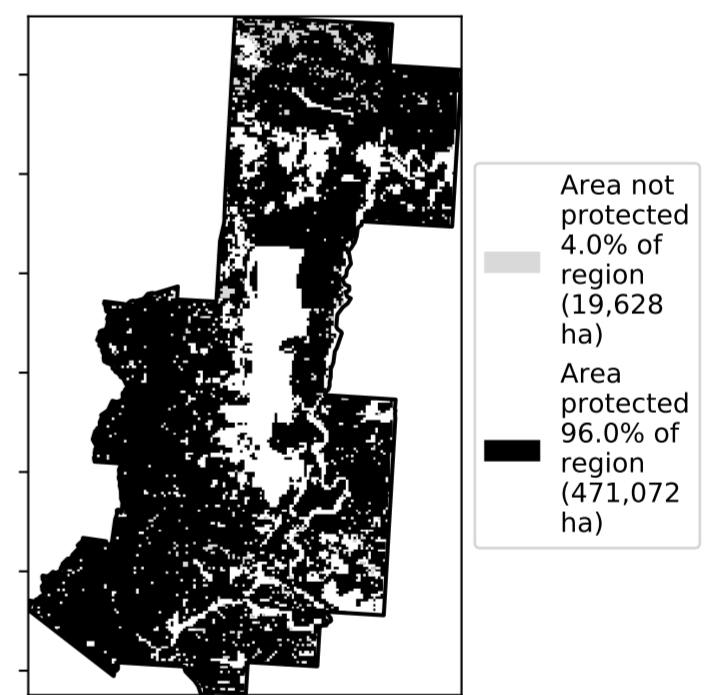 Area not
protected
4.0% of
region
(19,628
ha)
Area
protected
96.0% of
region
(471,072
ha)